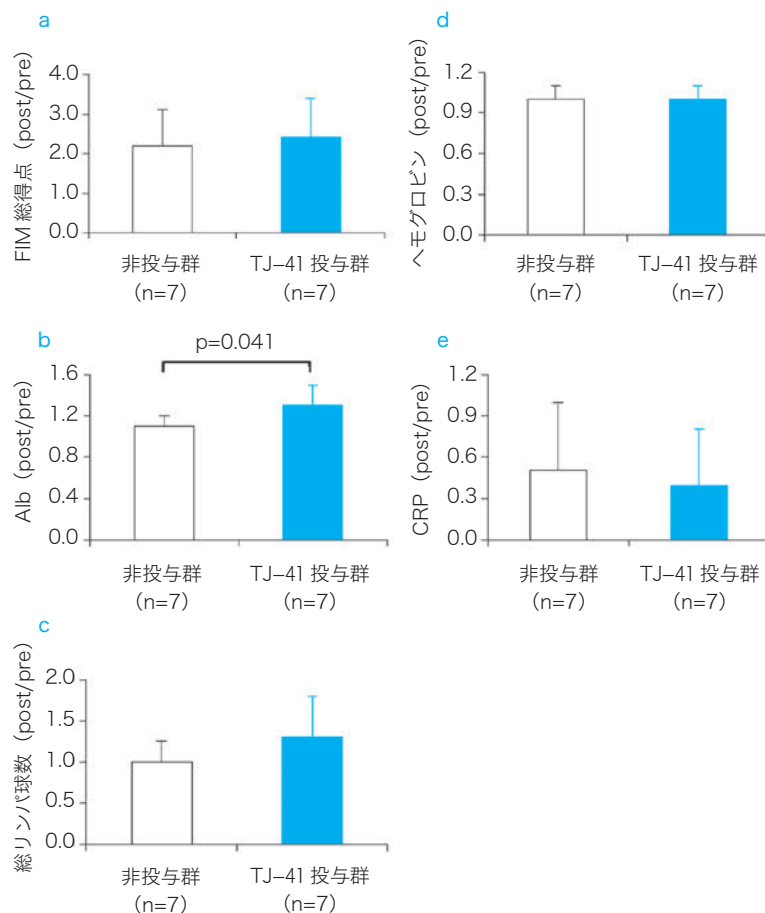 a
FIM 総得点（post/pre）
4.0
3.0
2.0
1.0
0.0
非投与群
（n=7）
TJ–41 投与群
（n=7）
b
p=0.041
Alb（post/pre）
1.6
1.2
0.8
0.4
0.0
非投与群
（n=7）
TJ–41 投与群
（n=7）
c
総リンパ球数（post/pre）
2.0
1.5
1.0
0.5
0.0
非投与群
（n=7）
TJ–41 投与群
（n=7）
d
ヘモグロビン（post/pre）
1.2
0.9
0.6
0.3
0.0
非投与群
（n=7）
TJ–41 投与群
（n=7）
e
CRP（post/pre）
1.2
0.9
0.6
0.3
0.0
非投与群
（n=7）
TJ–41 投与群
（n=7）